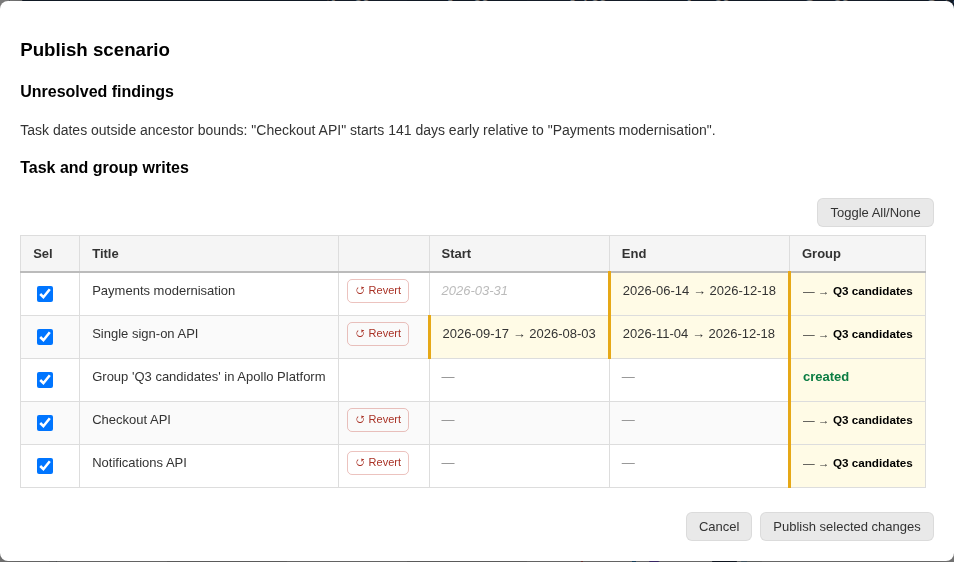 Publish scenario
Unresolved findings
Task dates outside ancestor bounds: "Checkout API" starts 141 days early relative to "Payments modernisation".
Task and group writes
Toggle All/None
Sel Title Start End Group
Payments modernisation ↺ Revert 2026-03-31 2026-06-14 → 2026-12-18 — → Q3 candidates
Single sign-on API ↺ Revert 2026-09-17 → 2026-08-03 2026-11-04 → 2026-12-18 — → Q3 candidates
Group 'Q3 candidates' in Apollo Platform — — created
Checkout API ↺ Revert — — — → Q3 candidates
Notifications API ↺ Revert — — — → Q3 candidates
Cancel Publish selected changes